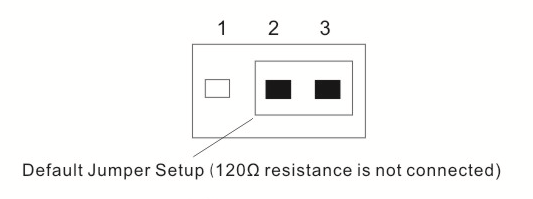 1 2 3
Default Jumper Setup (120Ω resistance is not connected)